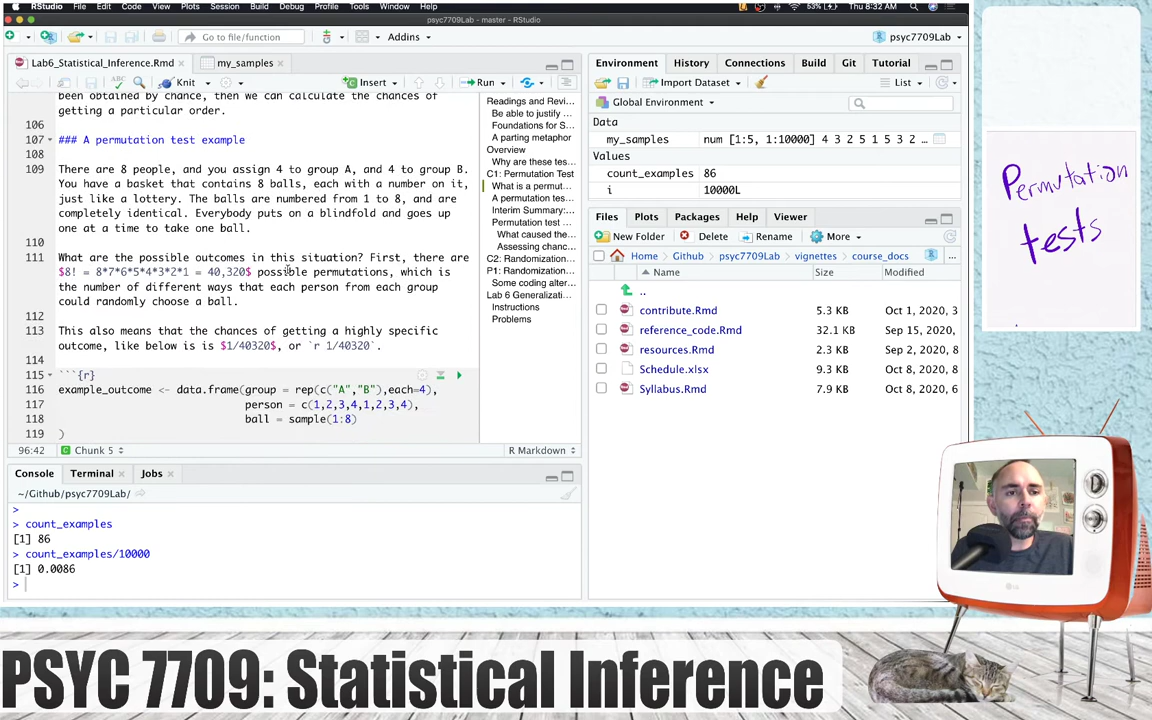 RStudio File Edit Code View Plots Session Build Debug Profile Tools Window Help 53% Thu 8:32 AM
psyc7709Lab - master - RStudio
Go to file/function Addins psyc7709Lab
Lab6_Statistical_Inference.Rmd my_samples
ABC Knit Insert Run
been obtained by chance, then we can calculate the chances of
getting a particular order.
106
107 ### A permutation test example
108
109 There are 8 people, and you assign 4 to group A, and 4 to group B.
You have a basket that contains 8 balls, each with a number on it,
just like a lottery. The balls are numbered from 1 to 8, and are
completely identical. Everybody puts on a blindfold and goes up
one at a time to take one ball.
110
111 What are the possible outcomes in this situation? First, there are
$8! = 8*7*6*5*4*3*2*1 = 40,320$ possible permutations, which is
the number of different ways that each person from each group
could randomly choose a ball.
112
113 This also means that the chances of getting a highly specific
outcome, like below is is $1/40320$, or `r 1/40320`.
114
115 ```{r}
116 example_outcome <- data.frame(group = rep(c("A","B"),each=4),
117 person = c(1,2,3,4,1,2,3,4),
118 ball = sample(1:8)
119 )
96:42 Chunk 5 R Markdown
Readings and Revi...
Be able to justify ...
Foundations for S...
A parting metaphor
Overview
Why are these tes...
C1: Permutation Test
What is a permut...
A permutation tes...
Interim Summary:...
Permutation test ...
What caused the...
Assessing chanc...
C2: Randomization...
P1: Randomization...
Some coding alter...
Lab 6 Generalizati...
Instructions
Problems
Console Terminal Jobs
~/Github/psyc7709Lab/
>
> count_examples
[1] 86
> count_examples/10000
[1] 0.0086
>
Environment History Connections Build Git Tutorial
Import Dataset List
Global Environment
Data
my_samples num [1:5, 1:10000] 4 3 2 5 1 5 3 2 …
Values
count_examples 86
i 10000L
Files Plots Packages Help Viewer
New Folder Delete Rename More
Home Github psyc7709Lab vignettes course_docs ...
Name Size Modified
..
contribute.Rmd 5.3 KB Oct 1, 2020, 3
reference_code.Rmd 32.1 KB Sep 15, 2020,
resources.Rmd 2.3 KB Sep 2, 2020, 8
Schedule.xlsx 9.3 KB Oct 8, 2020, 8
Syllabus.Rmd 7.9 KB Oct 8, 2020, 6
Permutation
tests
LG
PSYC 7709: Statistical Inference